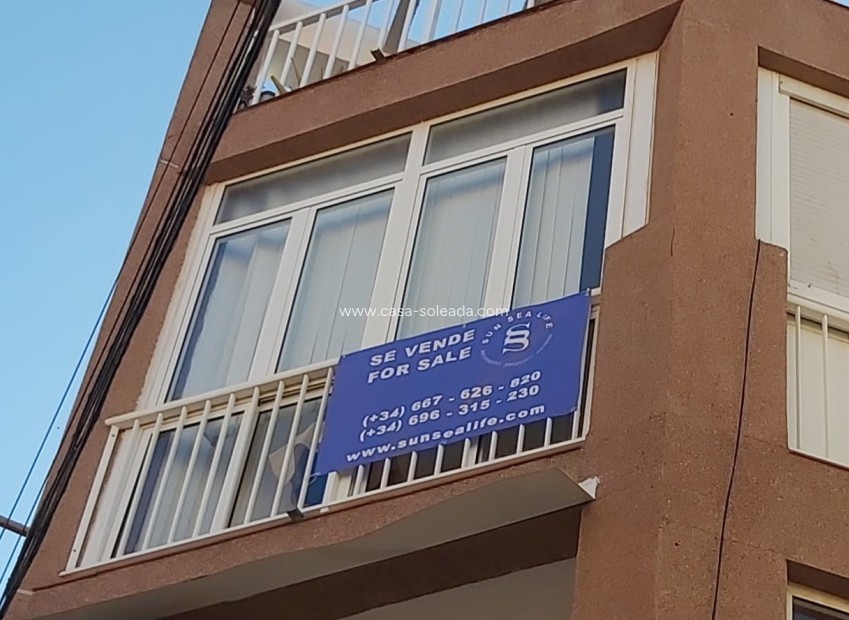 www.casa-soleada.com
SE VENDE
FOR SALE
SUN SEA LIFE
(+34) 667 - 626 - 820
(+34) 696 - 315 - 230
www.sunsealife.com